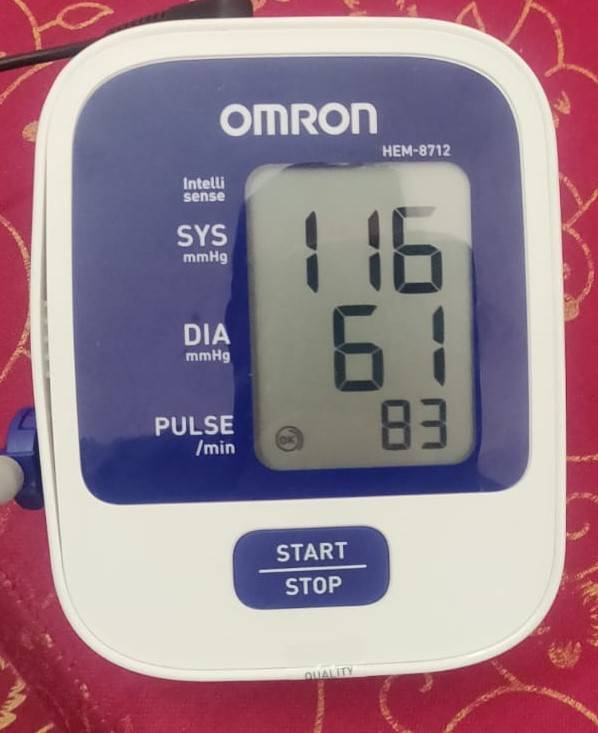 OMRON
HEM-8712
Intelli
sense
SYS
mmHg
116
DIA
mmHg
61
PULSE
/min
OK
83
START
STOP
QUALITY